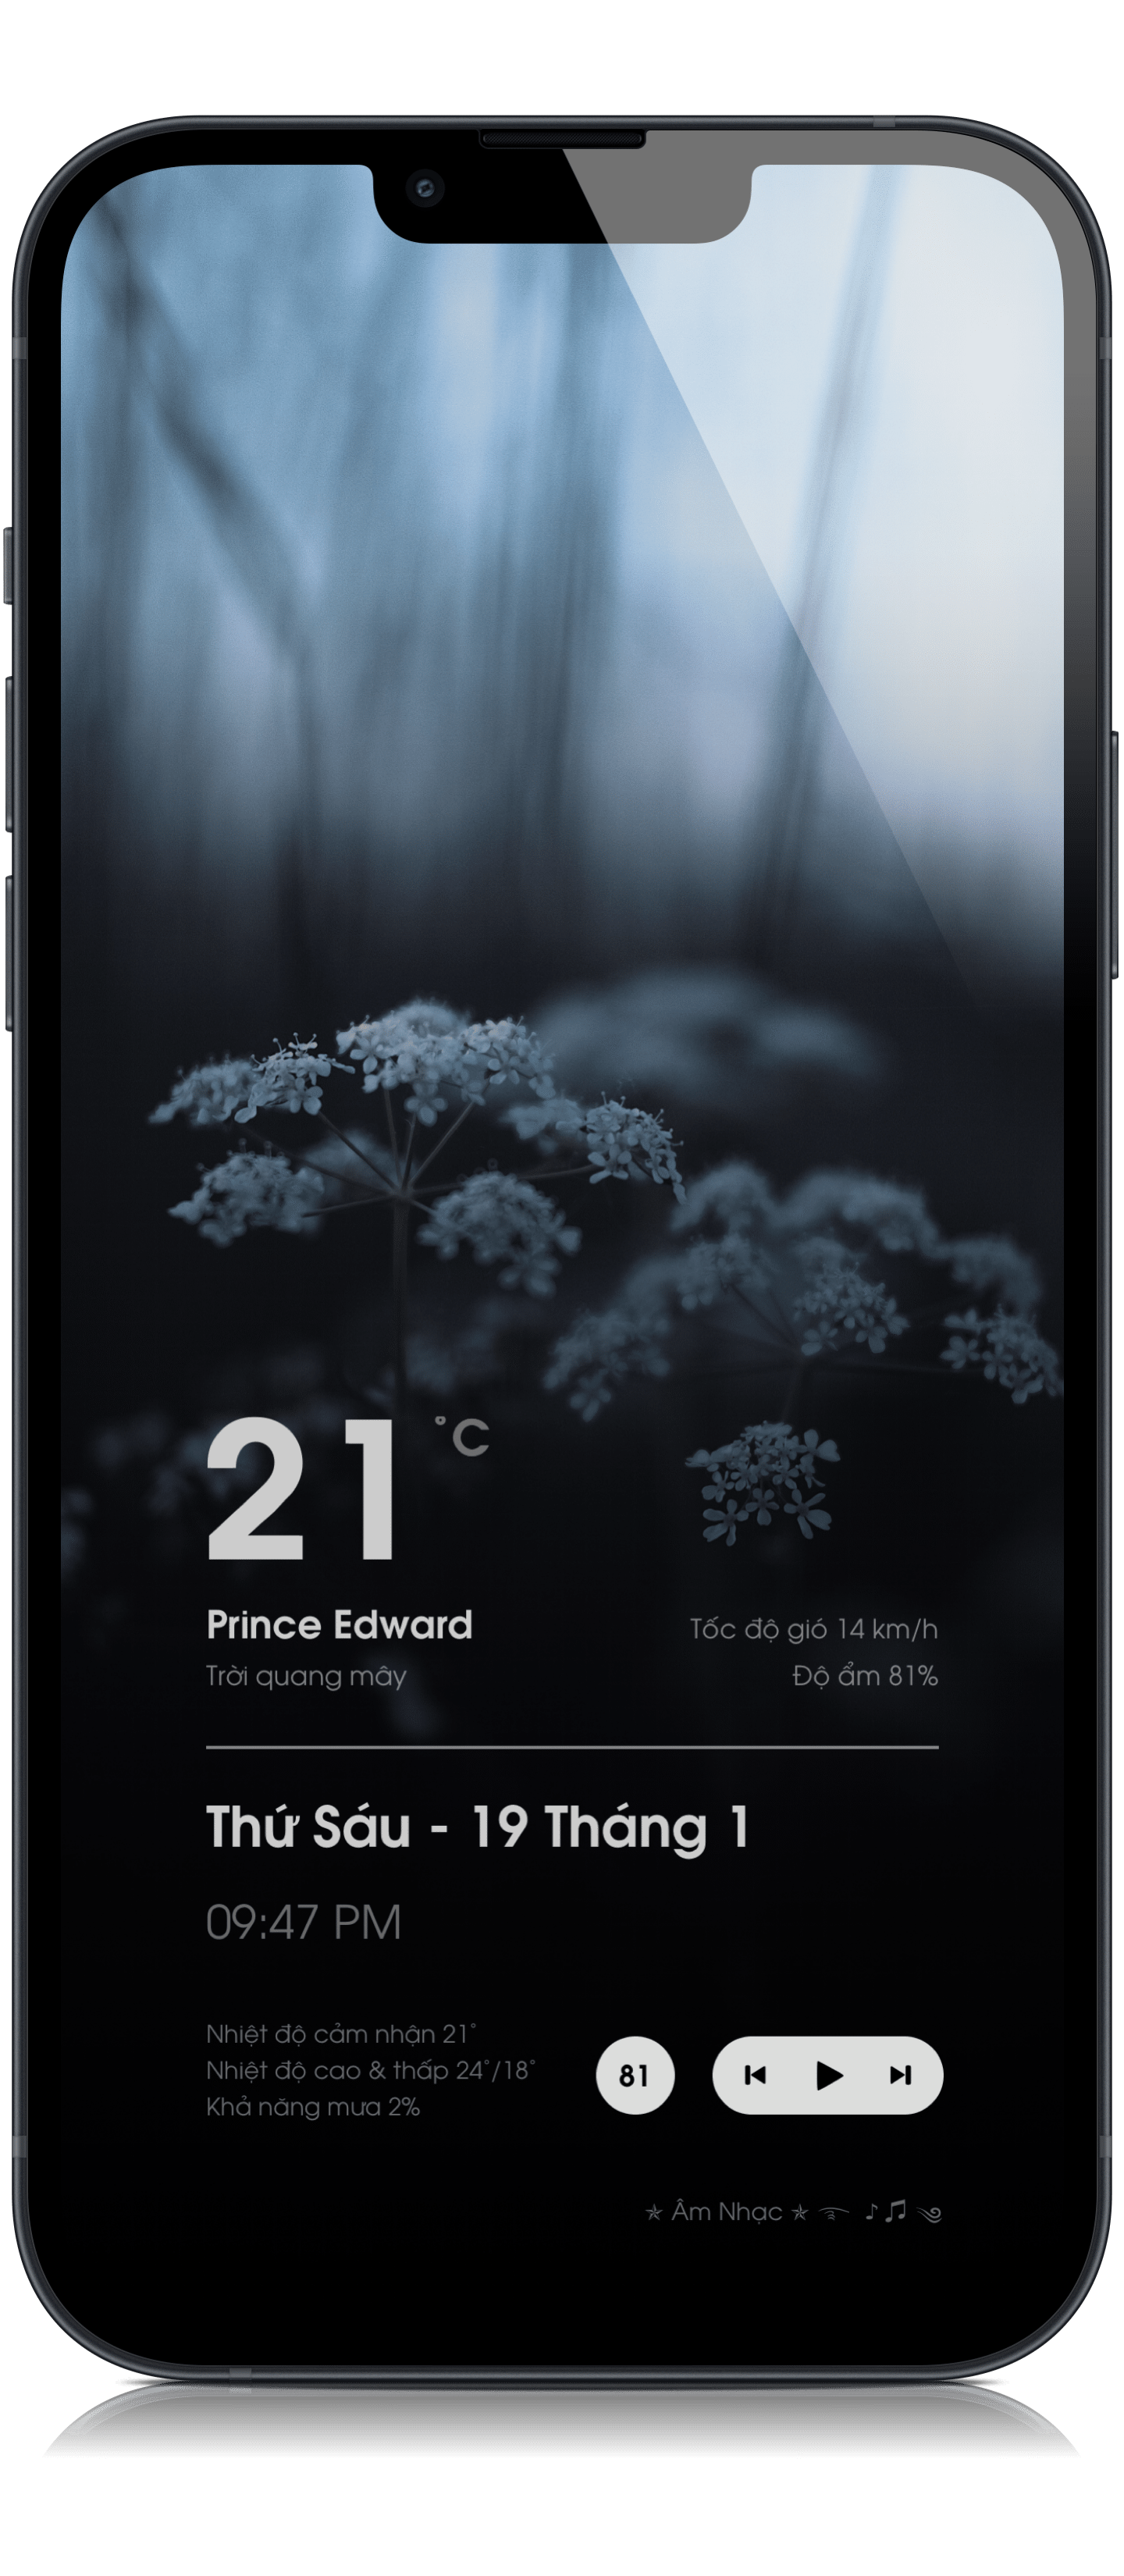 21 °C
Prince Edward
Trời quang mây
Tốc độ gió 14 km/h
Độ ẩm 81%
Thứ Sáu - 19 Tháng 1
09:47 PM
Nhiệt độ cảm nhận 21°
Nhiệt độ cao & thấp 24°/18°
Khả năng mưa 2%
81
Âm Nhạc